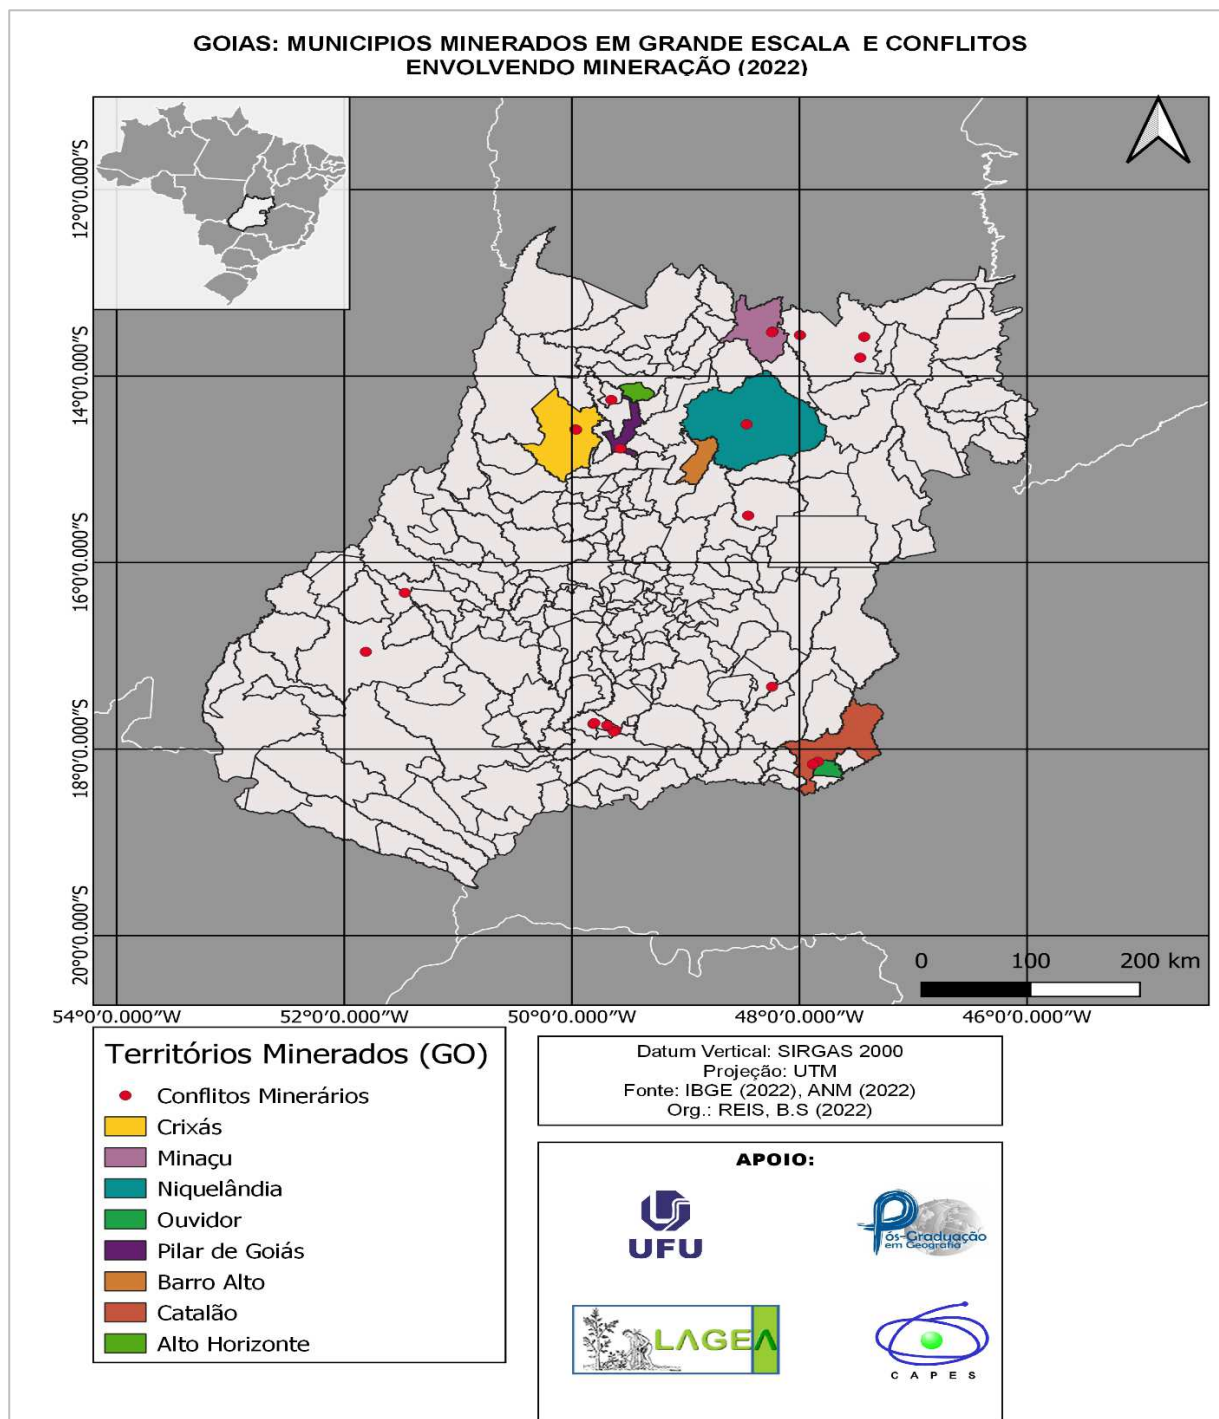 GOIAS: MUNICIPIOS MINERADOS EM GRANDE ESCALA E CONFLITOS
ENVOLVENDO MINERAÇÃO (2022)
12°0'0.000"S
14°0'0.000"S
16°0'0.000"S
18°0'0.000"S
20°0'0.000"S
0 100 200 km
54°0'0.000"W 52°0'0.000"W 50°0'0.000"W 48°0'0.000"W 46°0'0.000"W
Territórios Minerados (GO)
Conflitos Minerários
Crixás
Minaçu
Niquelândia
Ouvidor
Pilar de Goiás
Barro Alto
Catalão
Alto Horizonte
Datum Vertical: SIRGAS 2000
Projeção: UTM
Fonte: IBGE (2022), ANM (2022)
Org.: REIS, B.S (2022)
APOIO:
UFU
Pós-Graduação
em Geografia
LAGEA
CAPES